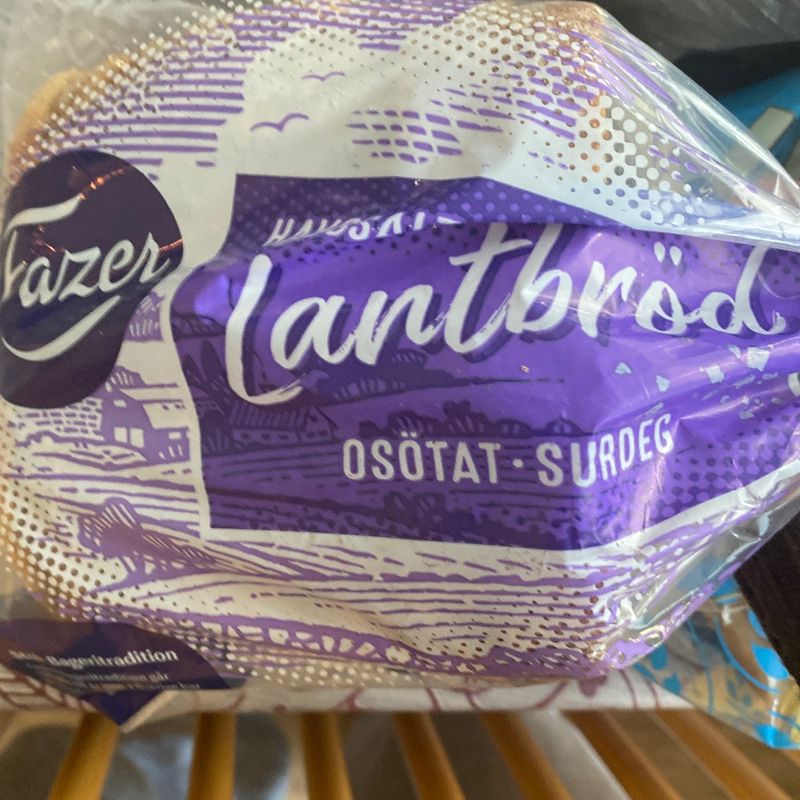 Fazer
Lantbröd
OSÖTAT · SURDEG
Bageritradition